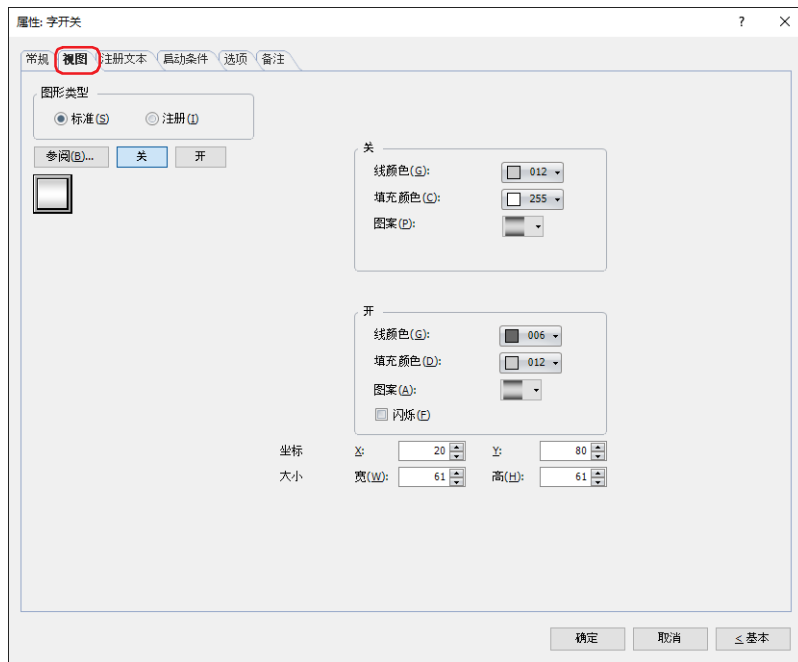 属性: 字开关
?
常规 視图 注册文本 启动条件 选项 备注
图形类型
标准(S) 注册(I)
参阅(B)... 关 开
关
线颜色(G): 012
填充颜色(C): 255
图案(P):
开
线颜色(G): 006
填充颜色(D): 012
图案(A):
闪烁(F)
坐标 X: 20 Y: 80
大小 宽(W): 61 高(H): 61
确定 取消 ≤基本